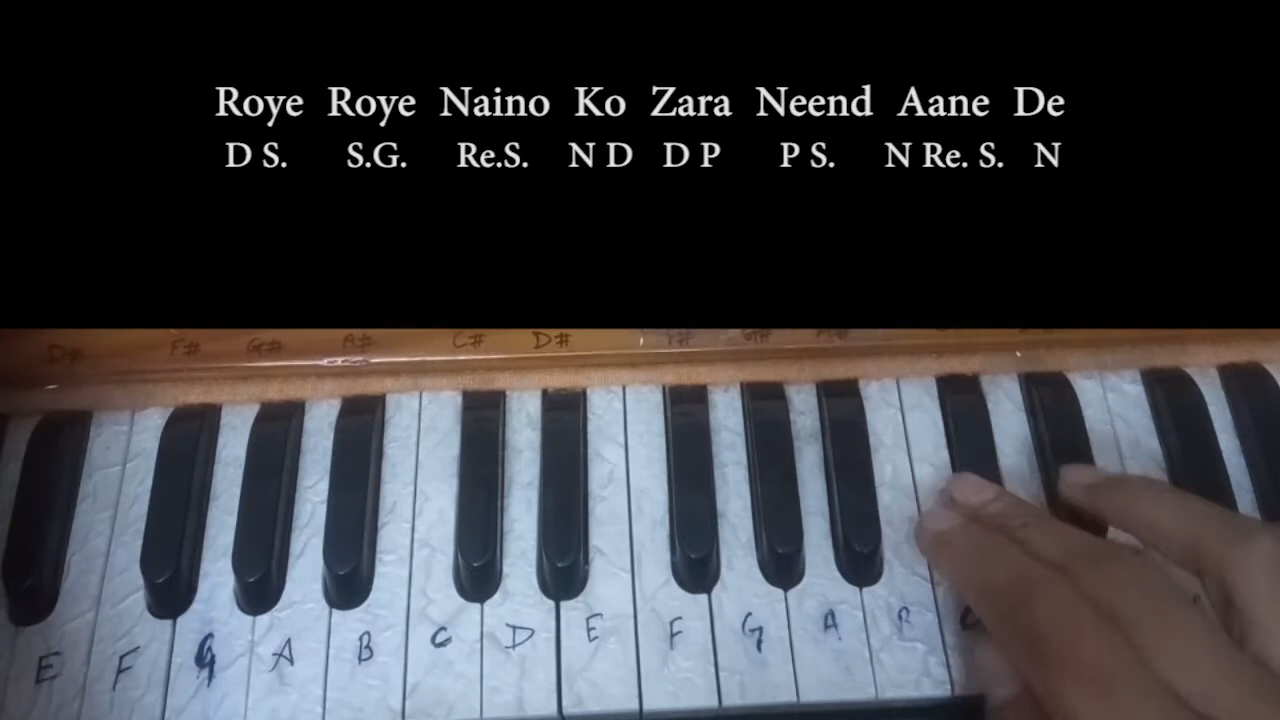 Roye Roye Naino Ko Zara Neend Aane De
D S. S.G. Re.S. N D D P P S. N Re. S. N
D# F# G# A# C# D# F# G# A#
E F G A B C D E F G A B